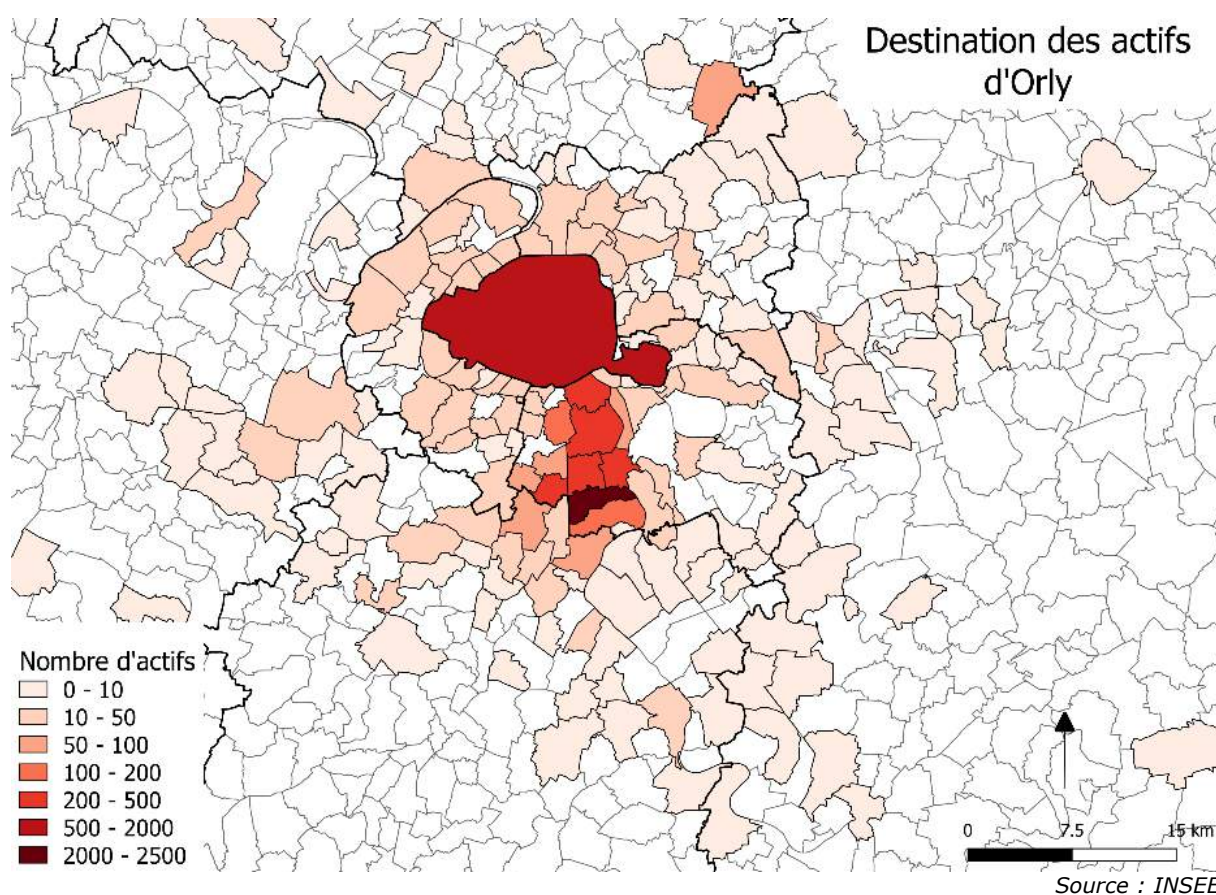 Destination des actifs
d'Orly
Nombre d'actifs
0 - 10
10 - 50
50 - 100
100 - 200
200 - 500
500 - 2000
2000 - 2500
0 7.5 15 km
Source : INSEE